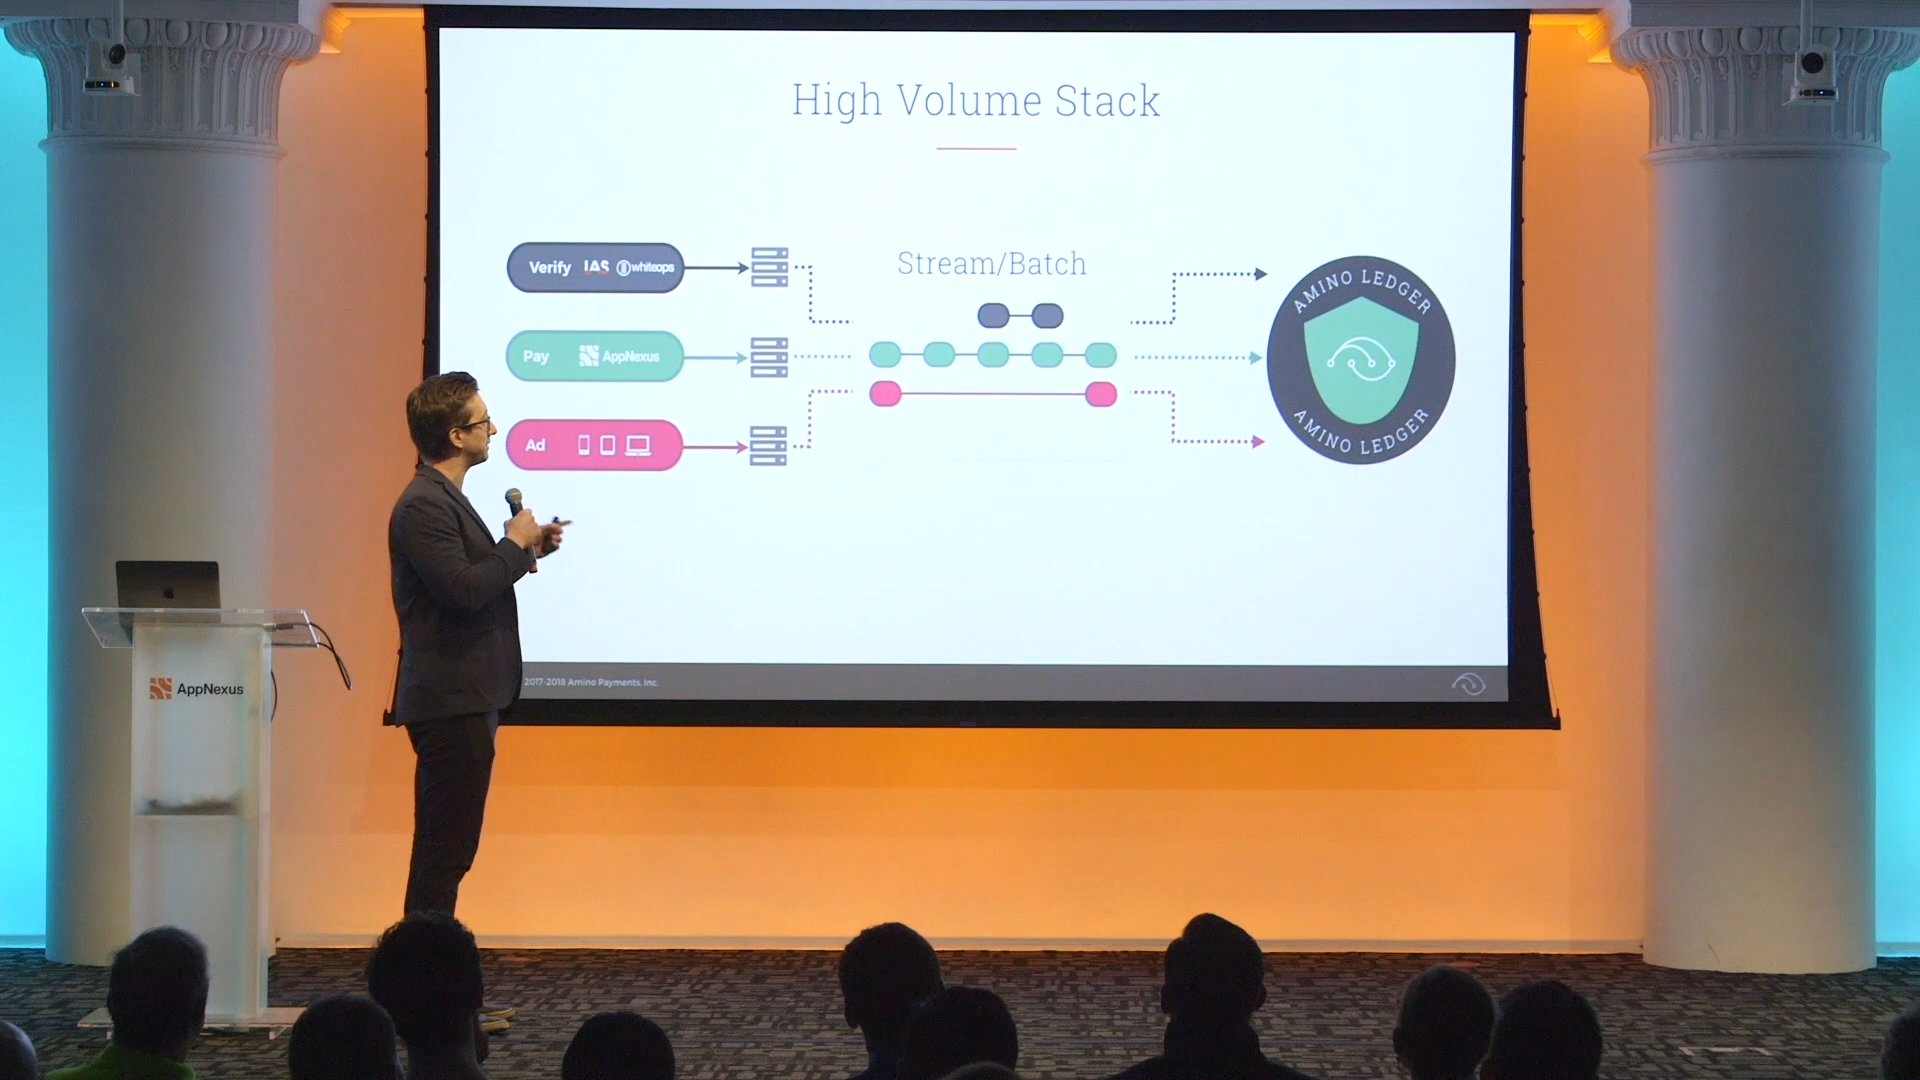 High Volume Stack
Verify IAS whiteops
Stream/Batch
Pay AppNexus
Ad
AMINO LEDGER
AMINO LEDGER
2017-2018 Amino Payments, Inc.
AppNexus